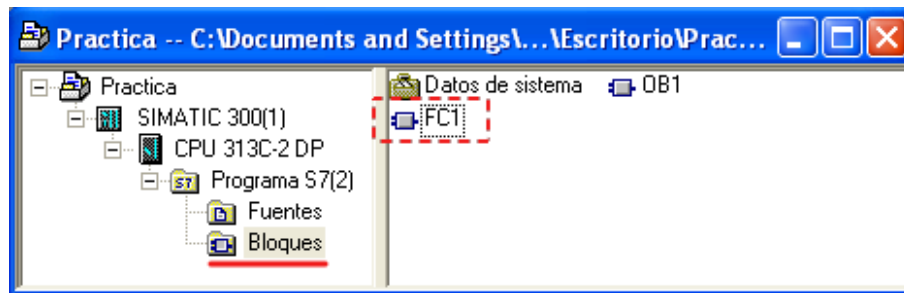 Practica -- C:\Documents and Settings\...\Escritorio\Prac...
Practica
SIMATIC 300(1)
CPU 313C-2 DP
Programa S7(2)
S7
Fuentes
Bloques
Datos de sistema
OB1
FC1